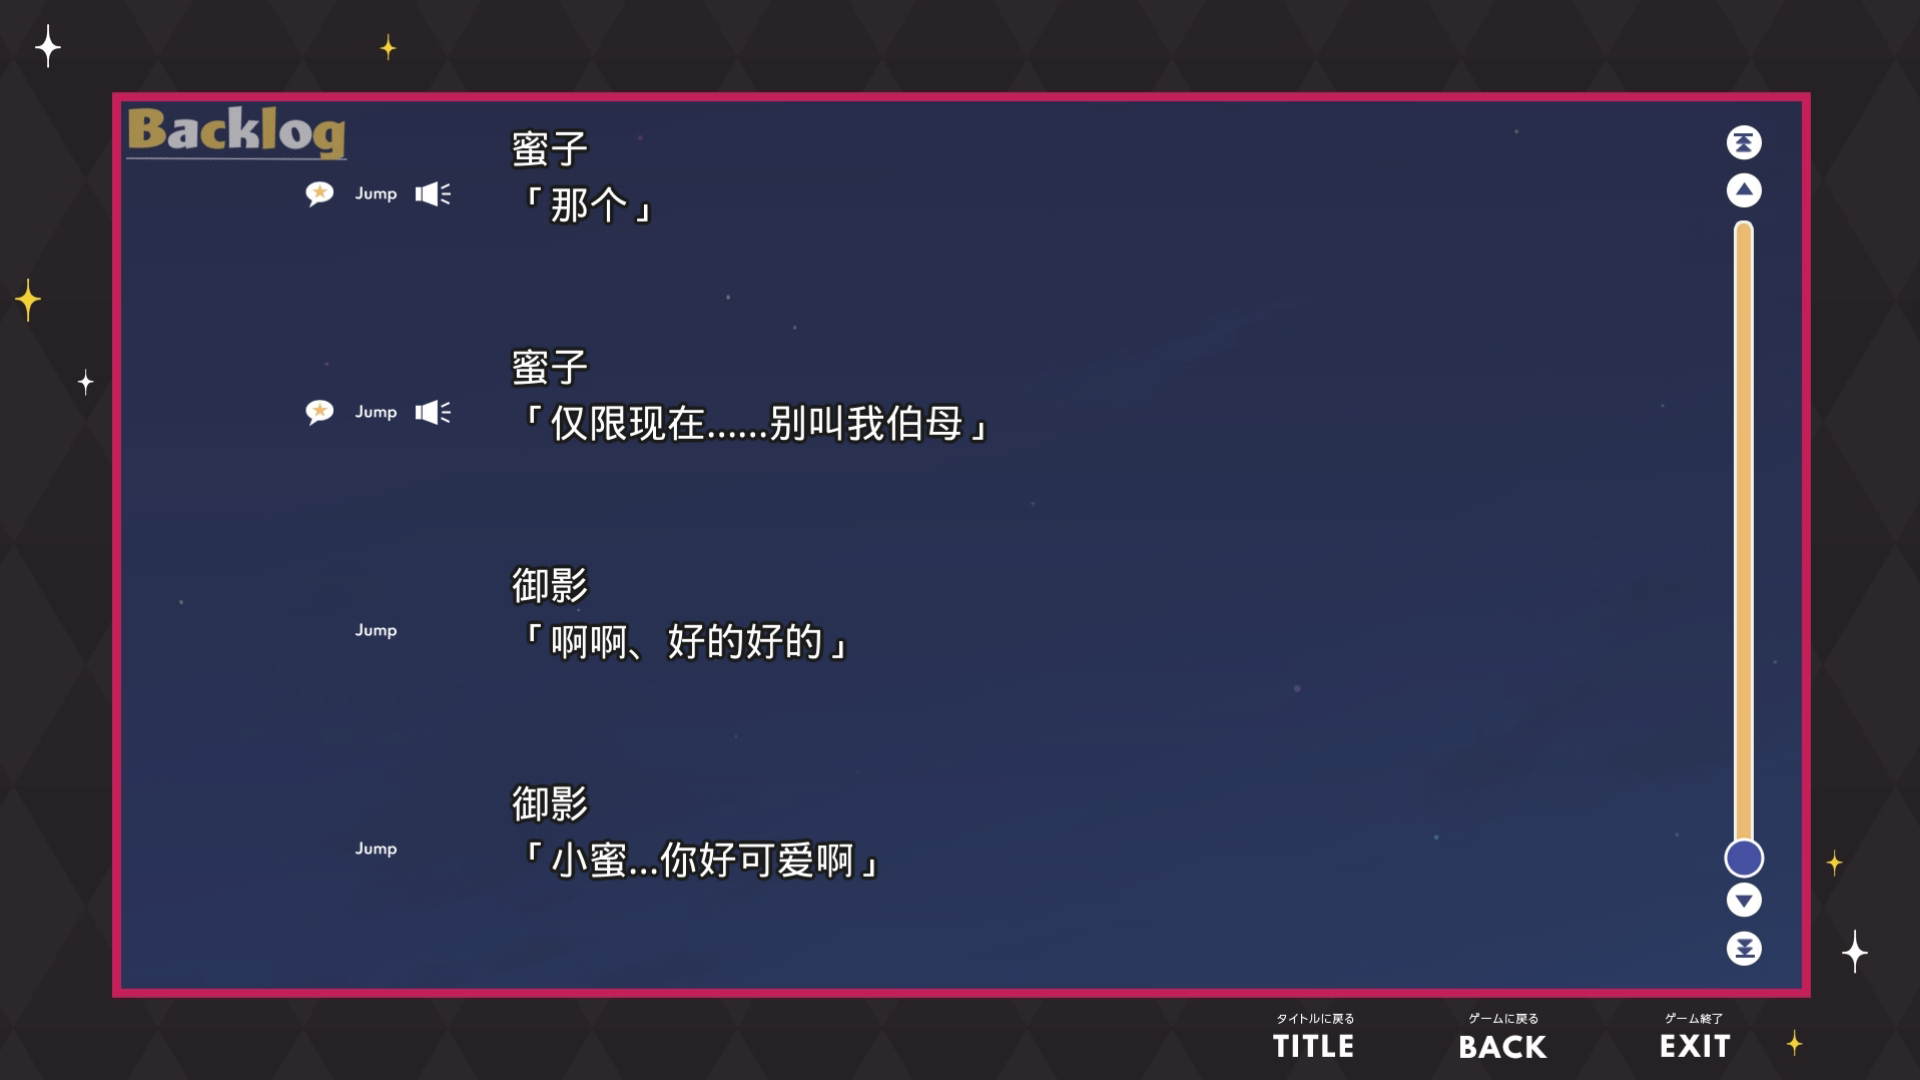 Backlog
蜜子
Jump
「那个」
蜜子
Jump
「仅限现在......别叫我伯母」
御影
Jump
「啊啊、好的好的」
御影
Jump
「小蜜...你好可爱啊」
タイトルに戻る
TITLE
ゲームに戻る
BACK
ゲーム終了
EXIT